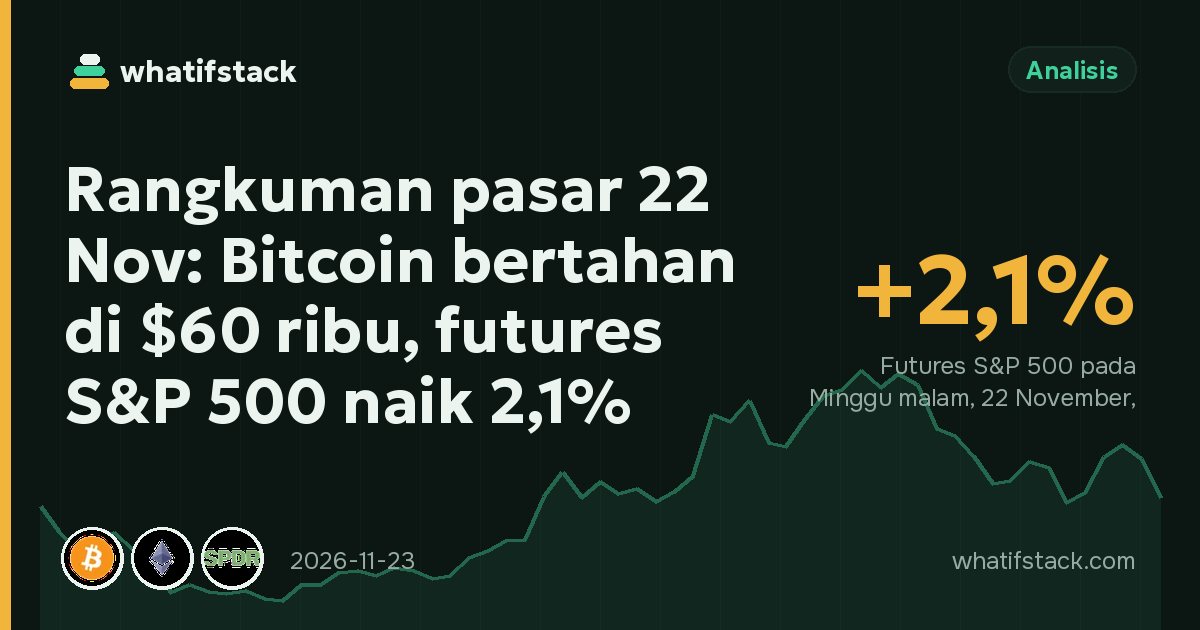 whatifstack
Analisis
Rangkuman pasar 22
Nov: Bitcoin bertahan
di $60 ribu, futures
S&P 500 naik 2,1%
+2,1%
Futures S&P 500 pada
Minggu malam, 22 November,
SPDR
2026-11-23
whatifstack.com